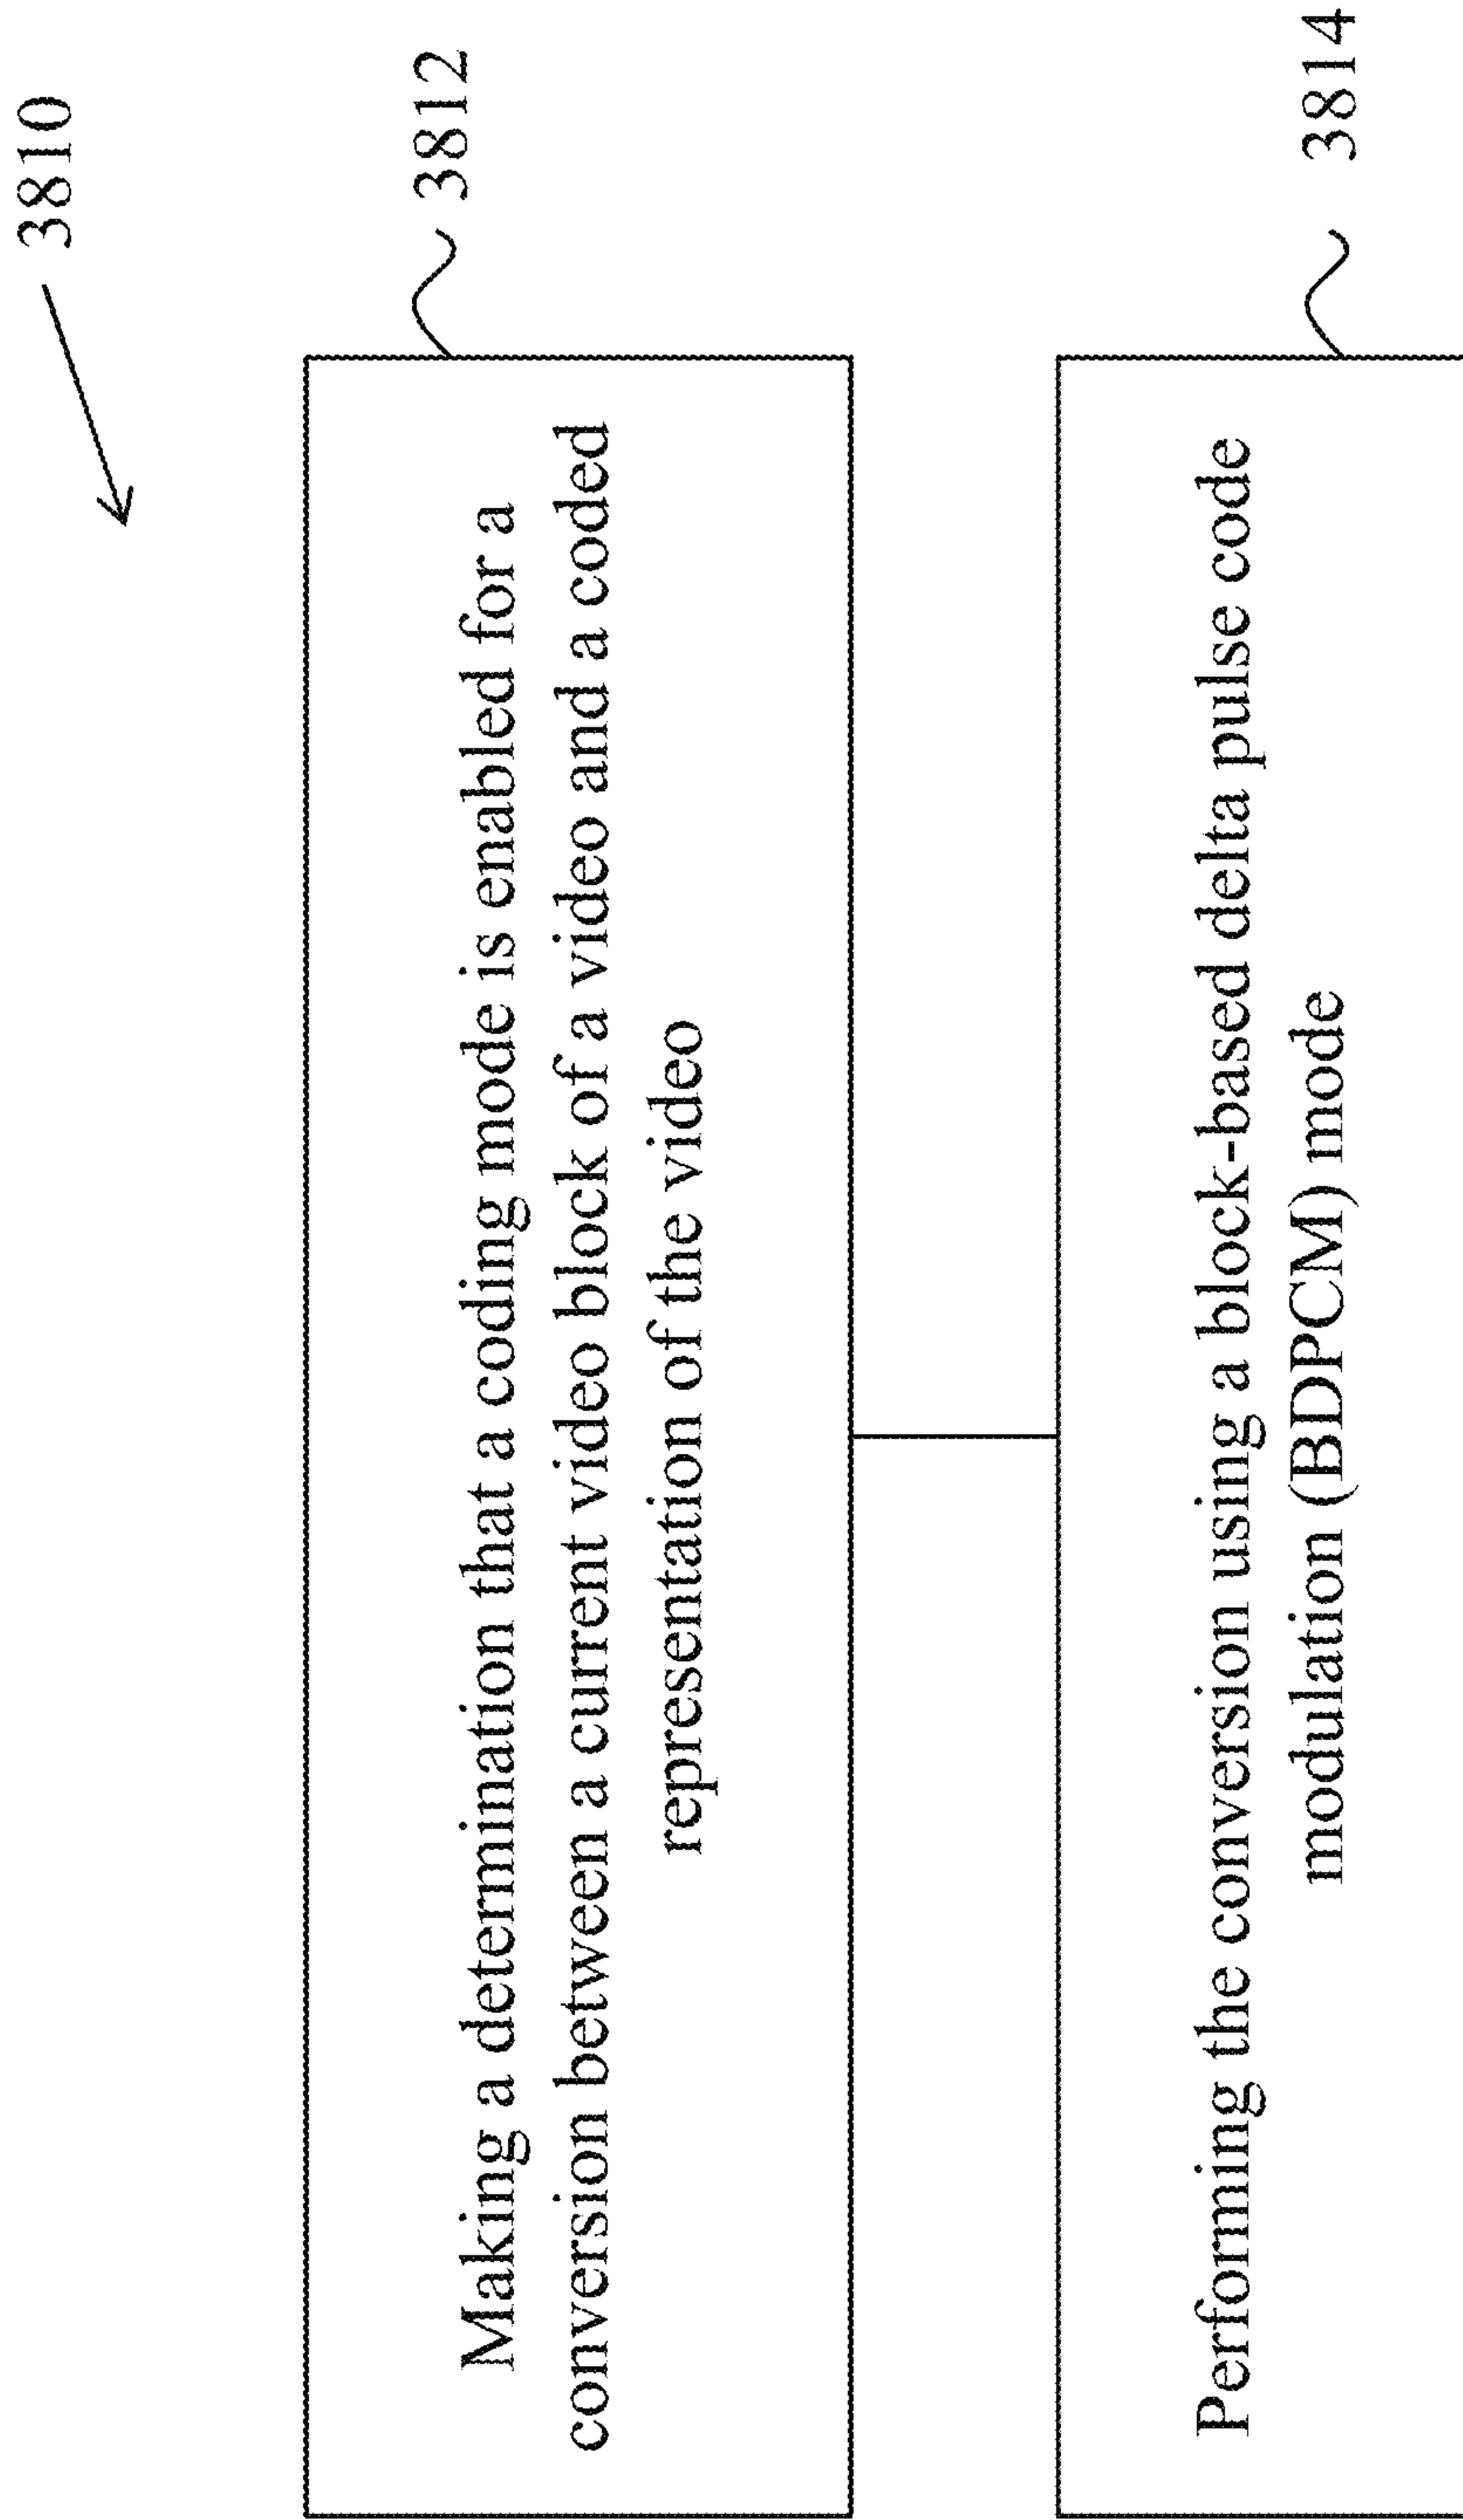 3810
3812
Making a determination that a coding mode is enabled for a
conversion between a current video block of a video and a coded
representation of the video
3814
Performing the conversion using a block-based delta pulse code
modulation (BDPCM) mode